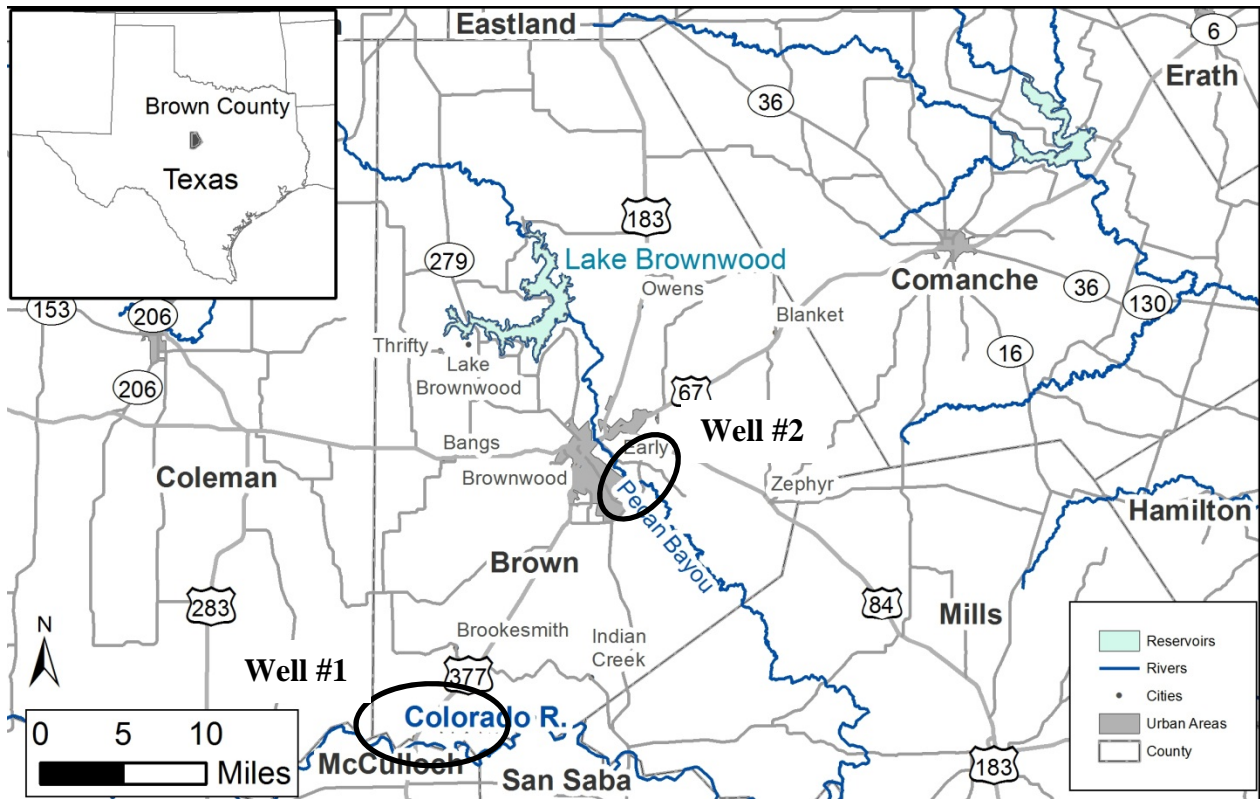 Eastland
6
Erath
36
Brown County
Texas
183
279
Lake Brownwood
Owens
Comanche
36
130
153
206
Blanket
Thrifty
Lake
Brownwood
16
206
67
Well #2
Bangs
Early
Coleman
Brownwood
Zephyr
Pecan Bayou
Hamilton
Brown
283
84
Mills
N
Brookesmith
Indian
Creek
Well #1
377
Colorado R.
McCulloch
San Saba
183
0 5 10
Miles
Reservoirs
Rivers
Cities
Urban Areas
County